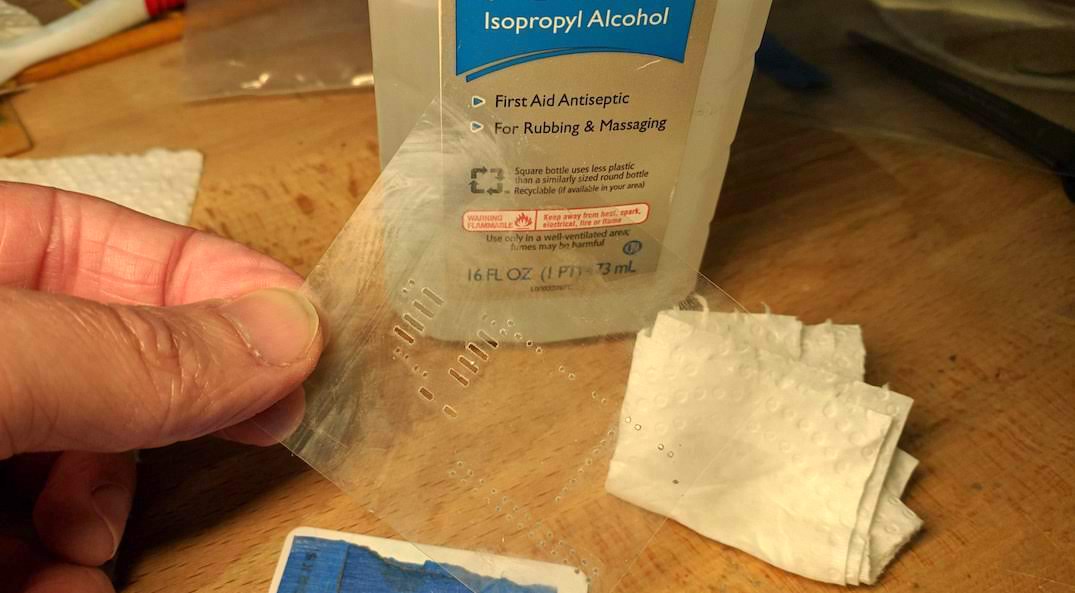 Isopropyl Alcohol
First Aid Antiseptic
For Rubbing & Massaging
Square bottle uses less plastic
than a similarly sized round bottle
Recyclable (if available in your area)
WARNING
FLAMMABLE
Keep away from heat, spark,
electrical, fire or flame
Use only in a well-ventilated area;
fumes may be harmful
16 FL OZ (1 PT) 73 mL